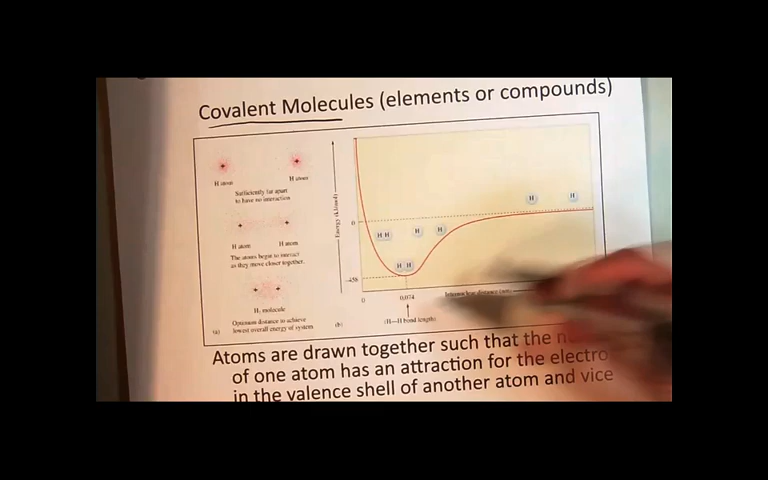 Covalent Molecules (elements or compounds)
H atom H atom
Sufficiently far apart
to have no interaction
H atom H atom
The atoms begin to interact
as they move closer together.
H₂ molecule
(a) Optimum distance to achieve
lowest overall energy of system
Energy (kJ/mol)
0
-458
H H
H
H
H H
H
H
0 0.074 Internuclear distance (nm)
(H—H bond length)
(b)
Atoms are drawn together such that the
of one atom has an attraction for the electro
in the valence shell of another atom and vice